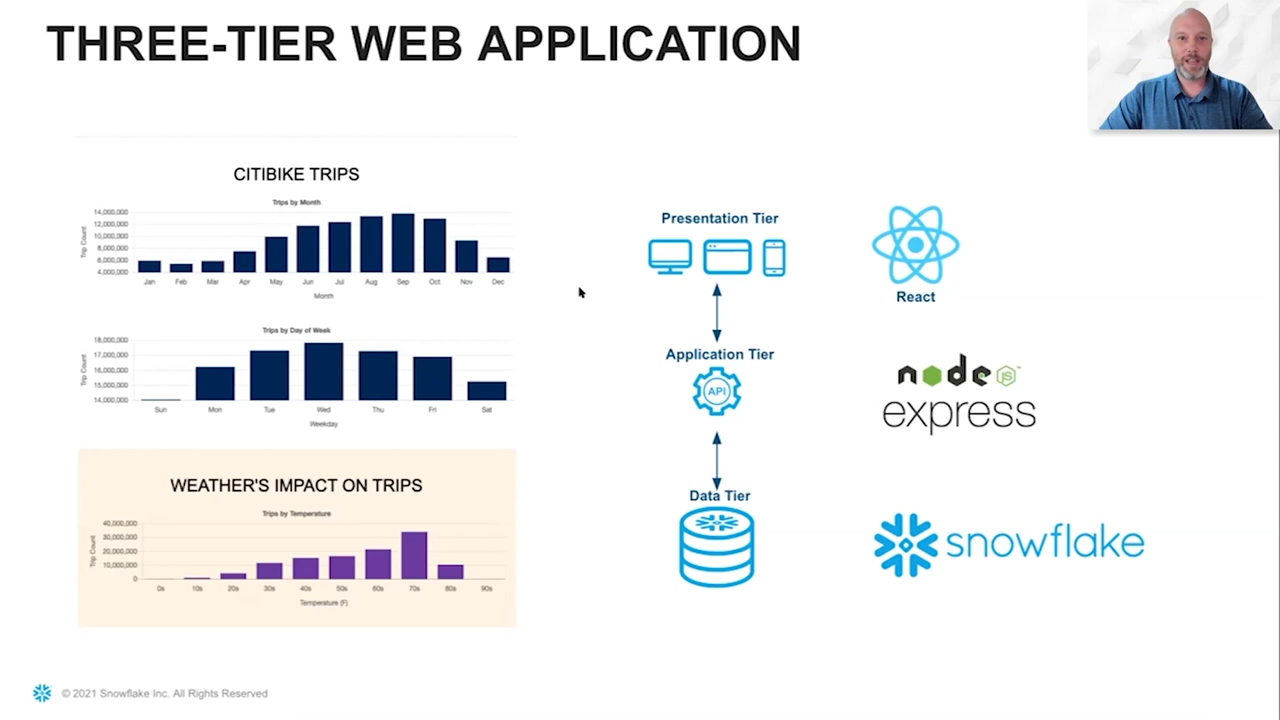 THREE-TIER WEB APPLICATION
CITIBIKE TRIPS
Trips by Month
Trip Count
14,000,000
12,000,000
10,000,000
8,000,000
6,000,000
4,000,000
Jan Feb Mar Apr May Jun Jul Aug Sep Oct Nov Dec
Month
Trips by Day of Week
Trip Count
18,000,000
17,000,000
16,000,000
15,000,000
14,000,000
Sun Mon Tue Wed Thu Fri Sat
Weekday
WEATHER'S IMPACT ON TRIPS
Trips by Temperature
Trip Count
40,000,000
30,000,000
20,000,000
10,000,000
0
0s 10s 20s 30s 40s 50s 60s 70s 80s 90s
Temperature (F)
Presentation Tier
Application Tier
API
Data Tier
React
node JS
express
snowflake
© 2021 Snowflake Inc. All Rights Reserved